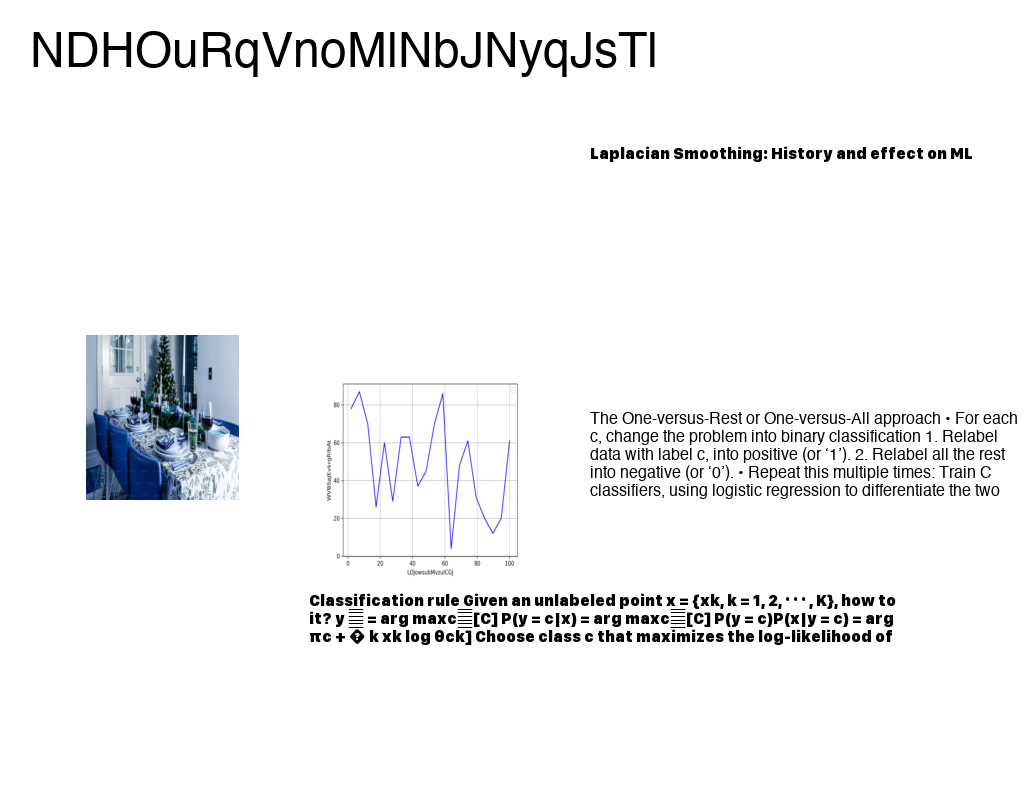 NDHOuRqVnoMlNbJNyqJsTl
Laplacian Smoothing: History and effect on ML
80
60
40
20
0
0 20 40 60 80 100
The One-versus-Rest or One-versus-All approach • For each
c, change the problem into binary classification 1. Relabel
data with label c, into positive (or ‘1’). 2. Relabel all the rest
into negative (or ‘0’). • Repeat this multiple times: Train C
classifiers, using logistic regression to differentiate the two
Classification rule Given an unlabeled point x = {xk, k = 1, 2, · · · , K}, how to
it? y = arg maxc [C] P(y = c|x) = arg maxc [C] P(y = c)P(x|y = c) = arg
πc + � k xk log θck] Choose class c that maximizes the log-likelihood of